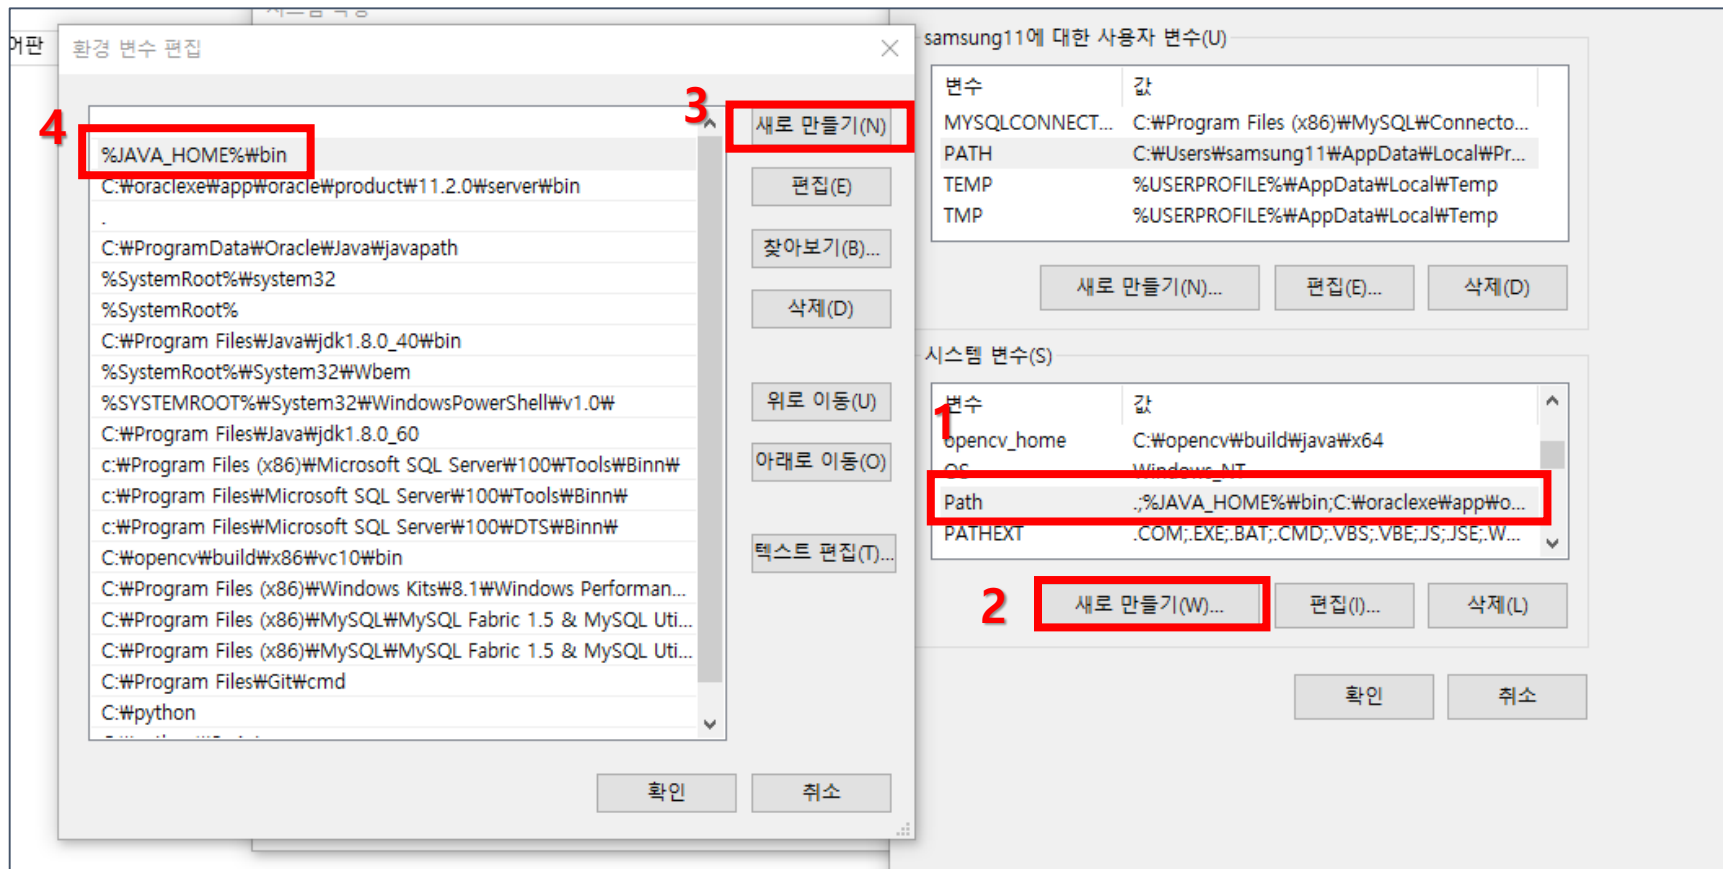 어판
환경 변수 편집
4
3
%JAVA_HOME%₩bin
C:₩oraclexe₩app₩oracle₩product₩11.2.0₩server₩bin
.
C:₩ProgramData₩Oracle₩Java₩javapath
%SystemRoot%₩system32
%SystemRoot%
C:₩Program Files₩Java₩jdk1.8.0_40₩bin
%SystemRoot%₩System32₩Wbem
%SYSTEMROOT%₩System32₩WindowsPowerShell₩v1.0₩
C:₩Program Files₩Java₩jdk1.8.0_60
c:₩Program Files (x86)₩Microsoft SQL Server₩100₩Tools₩Binn₩
c:₩Program Files₩Microsoft SQL Server₩100₩Tools₩Binn₩
c:₩Program Files₩Microsoft SQL Server₩100₩DTS₩Binn₩
C:₩opencv₩build₩x86₩vc10₩bin
C:₩Program Files (x86)₩Windows Kits₩8.1₩Windows Performan...
C:₩Program Files (x86)₩MySQL₩MySQL Fabric 1.5 & MySQL Uti...
C:₩Program Files (x86)₩MySQL₩MySQL Fabric 1.5 & MySQL Uti...
C:₩Program Files₩Git₩cmd
C:₩python
새로 만들기(N)
편집(E)
찾아보기(B)...
삭제(D)
위로 이동(U)
아래로 이동(O)
텍스트 편집(T)...
확인 취소
samsung11에 대한 사용자 변수(U)
변수 값
MYSQLCONNECT... C:₩Program Files (x86)₩MySQL₩Connecto...
PATH C:₩Users₩samsung11₩AppData₩Local₩Pr...
TEMP %USERPROFILE%₩AppData₩Local₩Temp
TMP %USERPROFILE%₩AppData₩Local₩Temp
새로 만들기(N)... 편집(E)... 삭제(D)
시스템 변수(S)
변수 값
1
opencv_home C:₩opencv₩build₩java₩x64
OS Windows_NT
Path .;%JAVA_HOME%₩bin;C:₩oraclexe₩app₩o...
PATHEXT .COM;.EXE;.BAT;.CMD;.VBS;.VBE;.JS;.JSE;.W...
2
새로 만들기(W)... 편집(I)... 삭제(L)
확인 취소